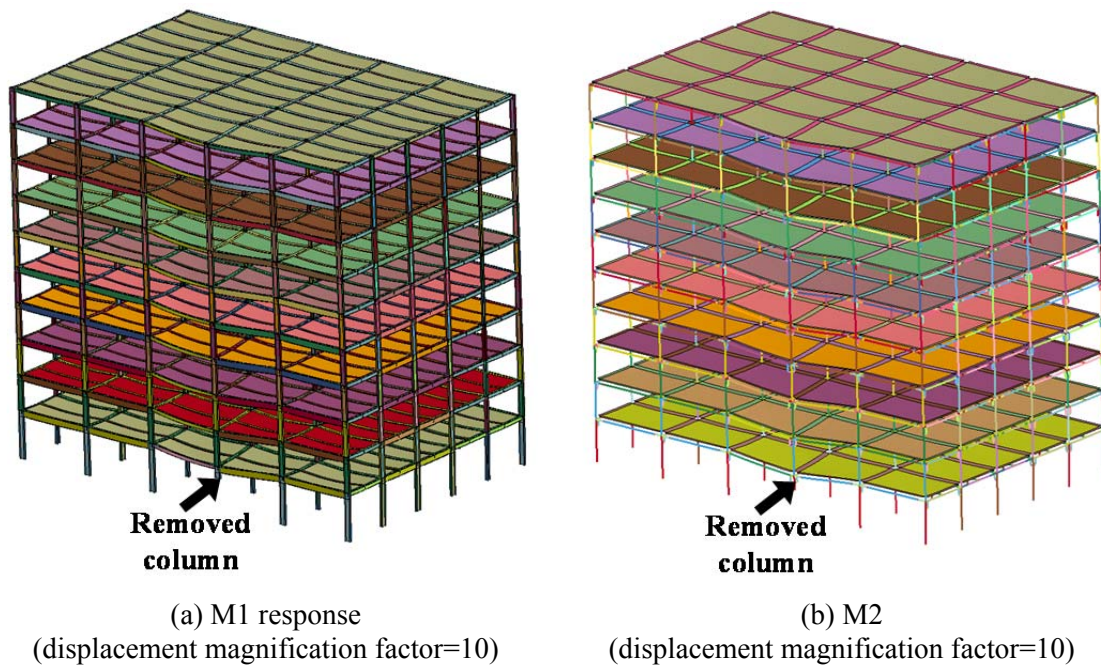 Removed
column
Removed
column
(a) M1 response
(displacement magnification factor=10)
(b) M2
(displacement magnification factor=10)